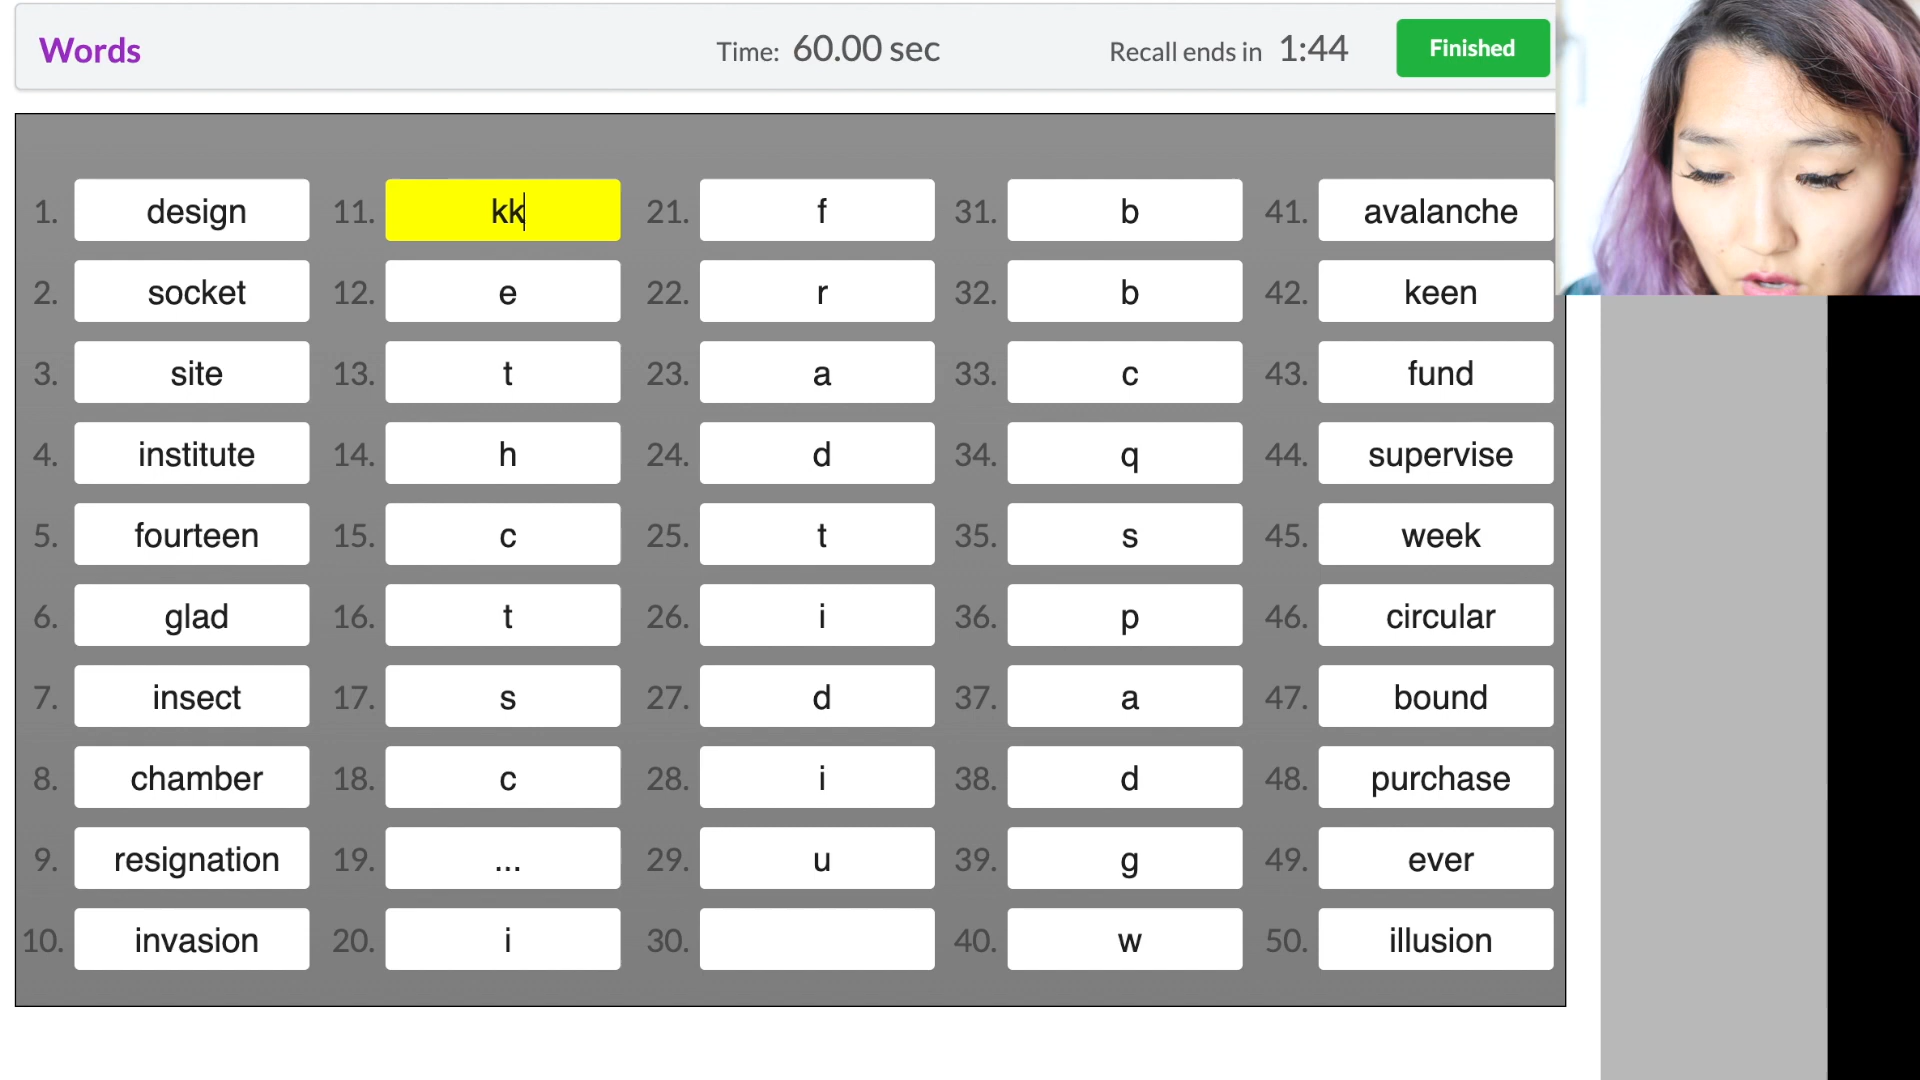 Words Time: 60.00 sec Recall ends in 1:44 Finished
1. design 11. kk 21. f 31. b 41. avalanche
2. socket 12. e 22. r 32. b 42. keen
3. site 13. t 23. a 33. c 43. fund
4. institute 14. h 24. d 34. q 44. supervise
5. fourteen 15. c 25. t 35. s 45. week
6. glad 16. t 26. i 36. p 46. circular
7. insect 17. s 27. d 37. a 47. bound
8. chamber 18. c 28. i 38. d 48. purchase
9. resignation 19. ... 29. u 39. g 49. ever
10. invasion 20. i 30. 40. w 50. illusion